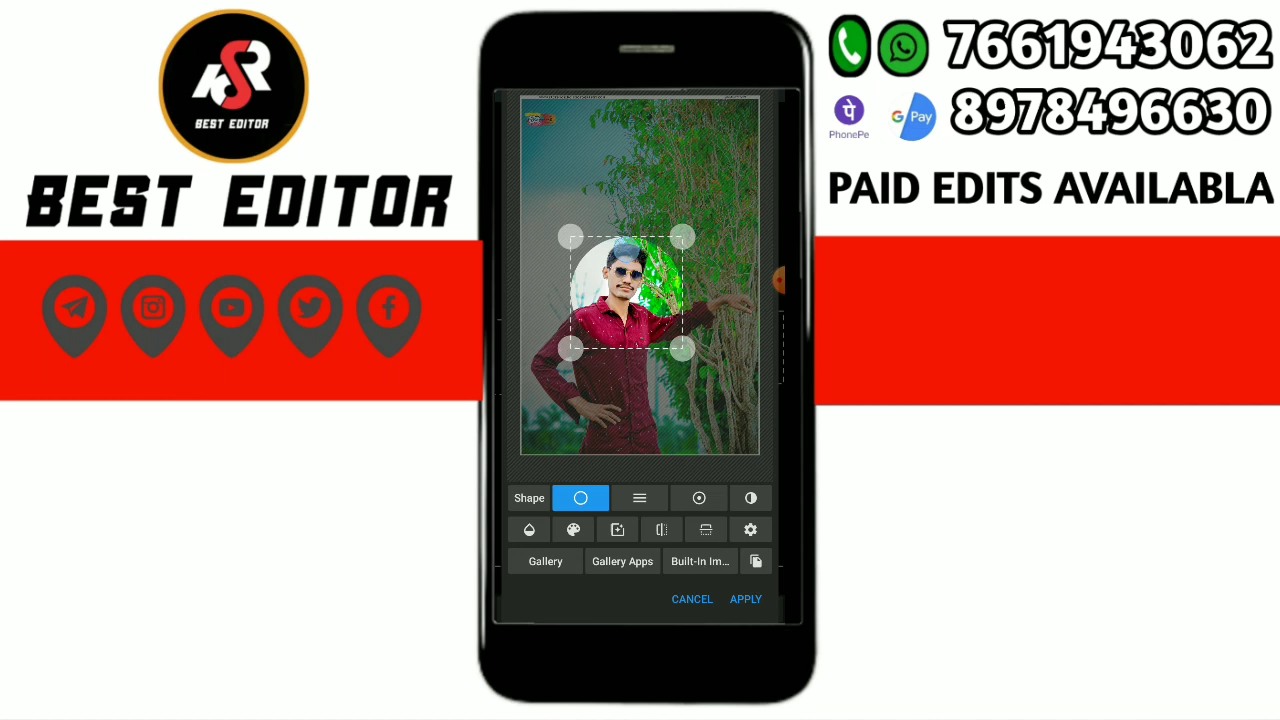 KSR
BEST EDITOR
BEST EDITOR
7661943062
8978496630
पे
PhonePe
G Pay
PAID EDITS AVAILABLA
Shape
Gallery
Gallery Apps
Built-In Im...
CANCEL
APPLY